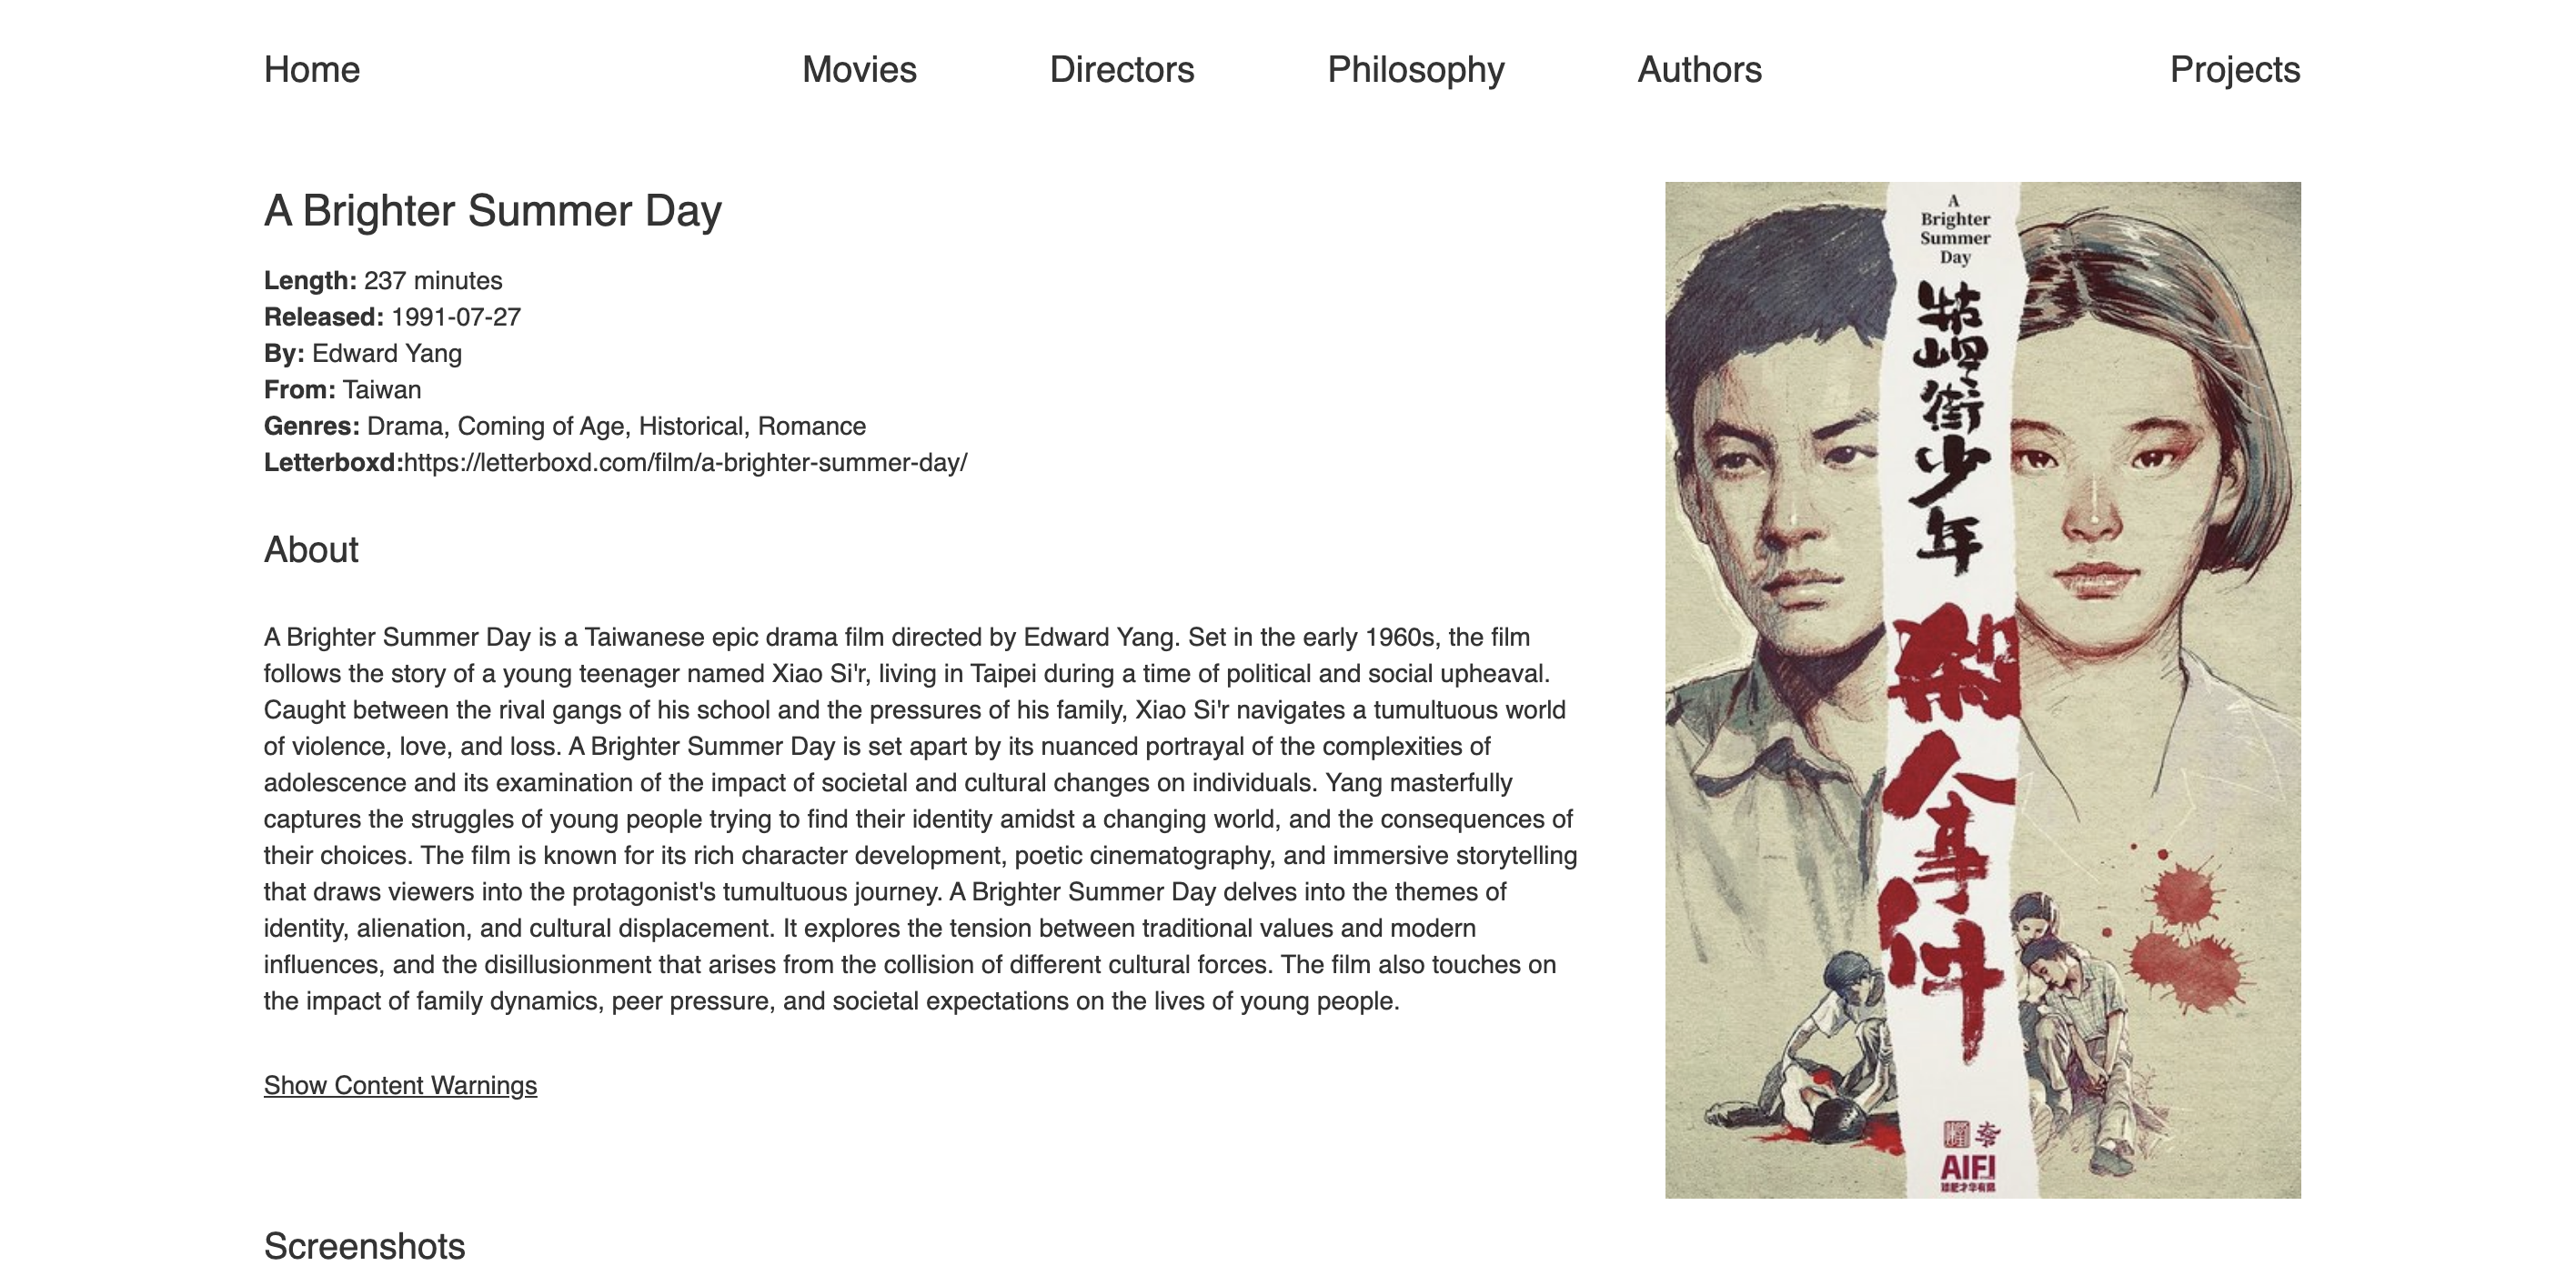 Home
Movies
Directors
Philosophy
Authors
Projects
A Brighter Summer Day
Length: 237 minutes
Released: 1991-07-27
By: Edward Yang
From: Taiwan
Genres: Drama, Coming of Age, Historical, Romance
Letterboxd:https://letterboxd.com/film/a-brighter-summer-day/
About
A Brighter Summer Day is a Taiwanese epic drama film directed by Edward Yang. Set in the early 1960s, the film
follows the story of a young teenager named Xiao Si'r, living in Taipei during a time of political and social upheaval.
Caught between the rival gangs of his school and the pressures of his family, Xiao Si'r navigates a tumultuous world
of violence, love, and loss. A Brighter Summer Day is set apart by its nuanced portrayal of the complexities of
adolescence and its examination of the impact of societal and cultural changes on individuals. Yang masterfully
captures the struggles of young people trying to find their identity amidst a changing world, and the consequences of
their choices. The film is known for its rich character development, poetic cinematography, and immersive storytelling
that draws viewers into the protagonist's tumultuous journey. A Brighter Summer Day delves into the themes of
identity, alienation, and cultural displacement. It explores the tension between traditional values and modern
influences, and the disillusionment that arises from the collision of different cultural forces. The film also touches on
the impact of family dynamics, peer pressure, and societal expectations on the lives of young people.
Show Content Warnings
Screenshots
A
Brighter
Summer
Day
牯嶺街少年
殺人事件